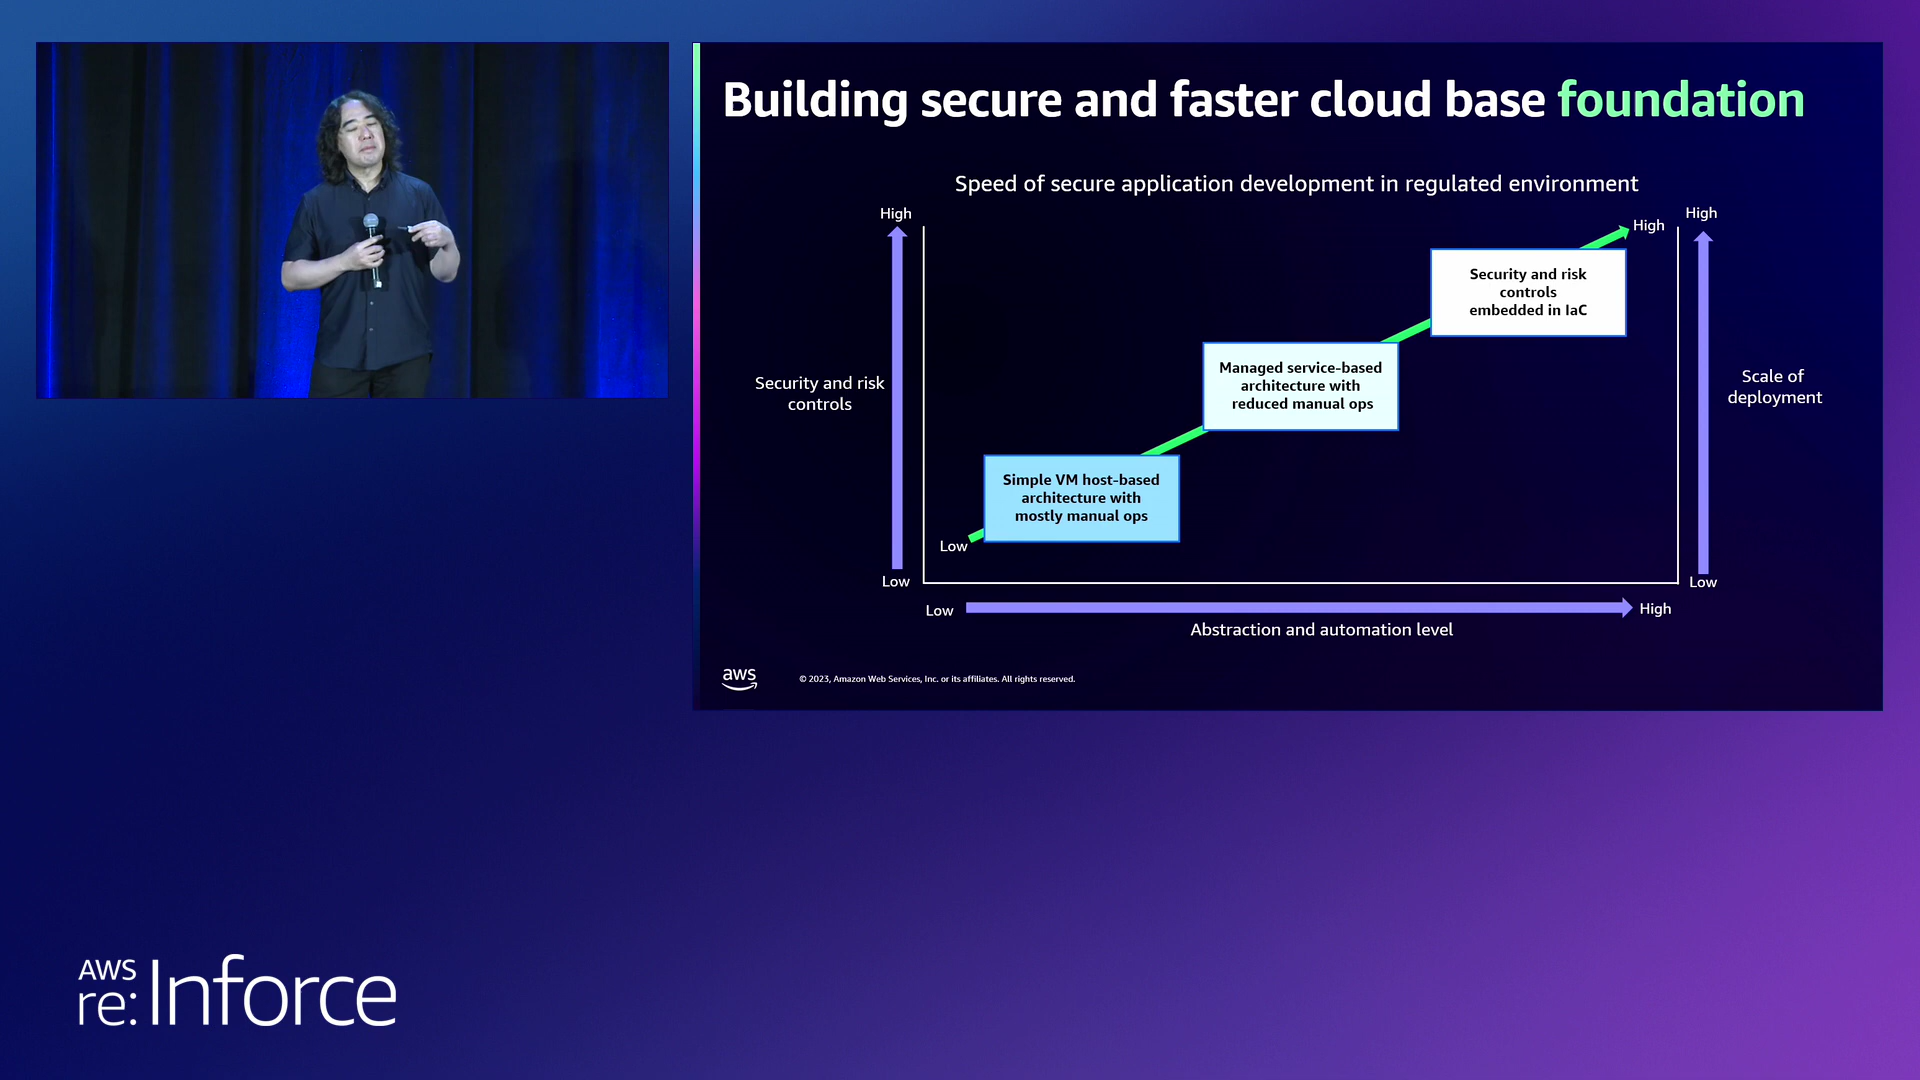 Building secure and faster cloud base foundation
Speed of secure application development in regulated environment
High
High
High
Security and risk
controls
embedded in IaC
Managed service-based
architecture with
reduced manual ops
Security and risk
controls
Scale of
deployment
Simple VM host-based
architecture with
mostly manual ops
Low
Low
Low
Low
High
Abstraction and automation level
aws
© 2023, Amazon Web Services, Inc. or its affiliates. All rights reserved.
AWS
re:Inforce